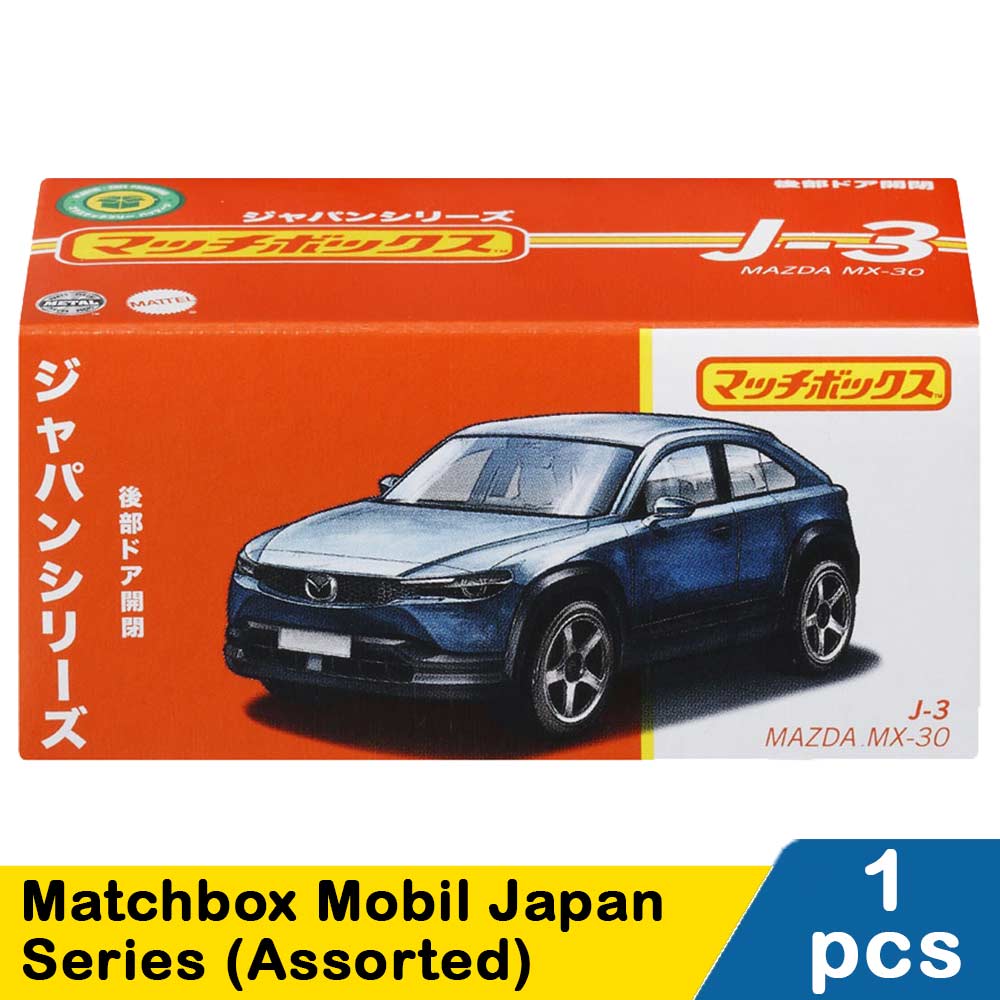 後部ドア開閉
ジャパンシリーズ
マッチボックス
J-3
MAZDA MX-30
METAL
MATTEL
ジャパンシリーズ
後部ドア開閉
マッチボックス
J-3
MAZDA MX-30
Matchbox Mobil Japan
Series (Assorted)
1
pcs